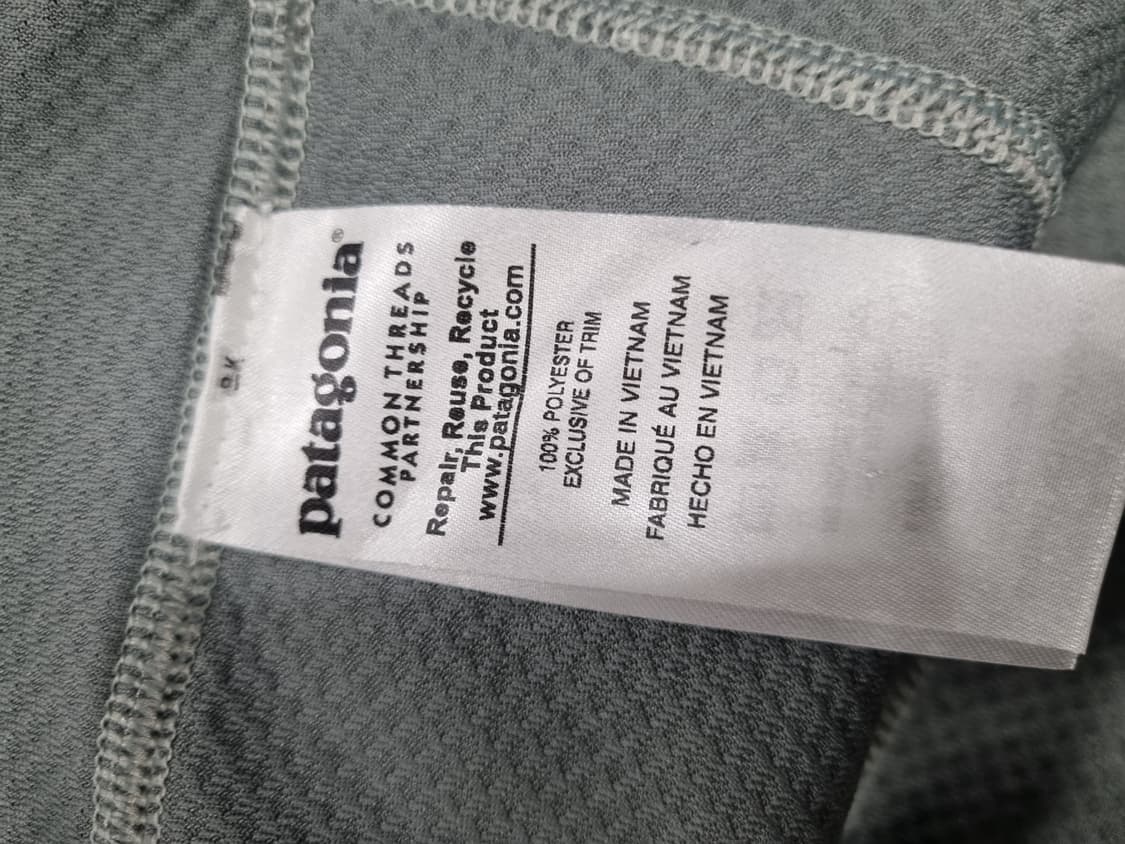 patagonia®
COMMON THREADS
PARTNERSHIP
Repair, Reuse, Recycle
This Product
www.patagonia.com
100% POLYESTER
EXCLUSIVE OF TRIM
MADE IN VIETNAM
FABRIQUÉ AU VIETNAM
HECHO EN VIETNAM